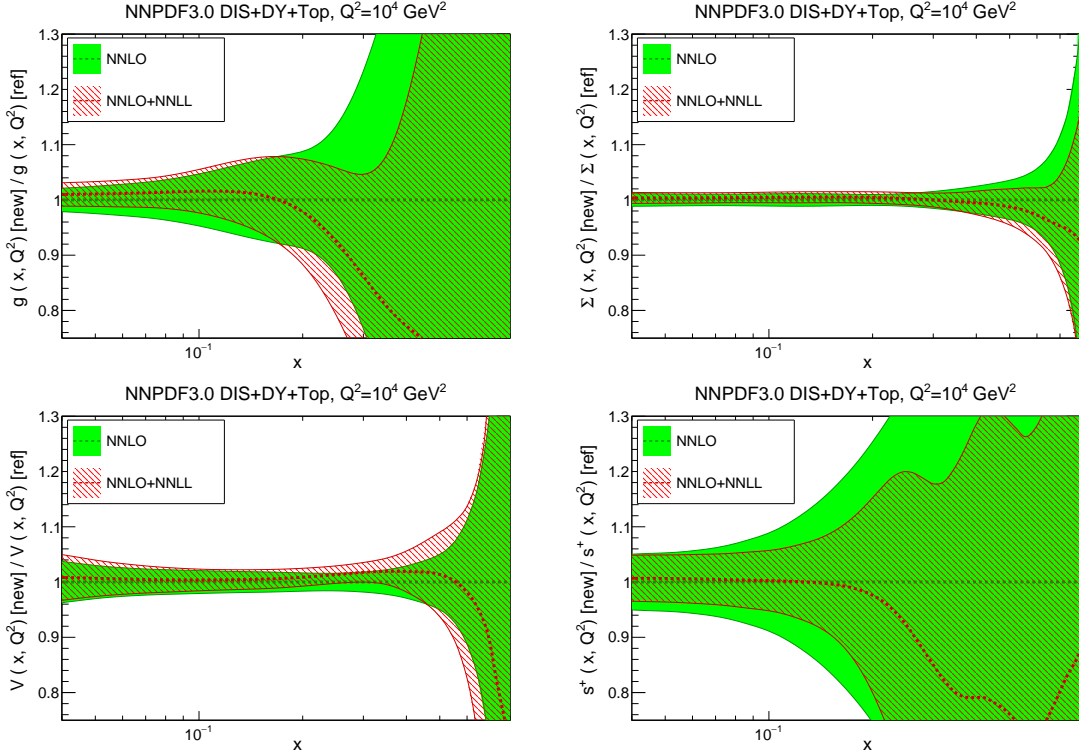 NNPDF3.0 DIS+DY+Top, Q²=10⁴ GeV²
1.3
NNLO
1.2
NNLO+NNLL
1.1
1
0.9
0.8
g ( x, Q²) [new] / g ( x, Q²) [ref]
10⁻¹
x
NNPDF3.0 DIS+DY+Top, Q²=10⁴ GeV²
1.3
NNLO
1.2
NNLO+NNLL
1.1
1
0.9
0.8
Σ ( x, Q²) [new] / Σ ( x, Q²) [ref]
10⁻¹
x
NNPDF3.0 DIS+DY+Top, Q²=10⁴ GeV²
1.3
NNLO
1.2
NNLO+NNLL
1.1
1
0.9
0.8
V ( x, Q²) [new] / V ( x, Q²) [ref]
10⁻¹
x
NNPDF3.0 DIS+DY+Top, Q²=10⁴ GeV²
1.3
NNLO
1.2
NNLO+NNLL
1.1
1
0.9
0.8
s⁺ ( x, Q²) [new] / s⁺ ( x, Q²) [ref]
10⁻¹
x